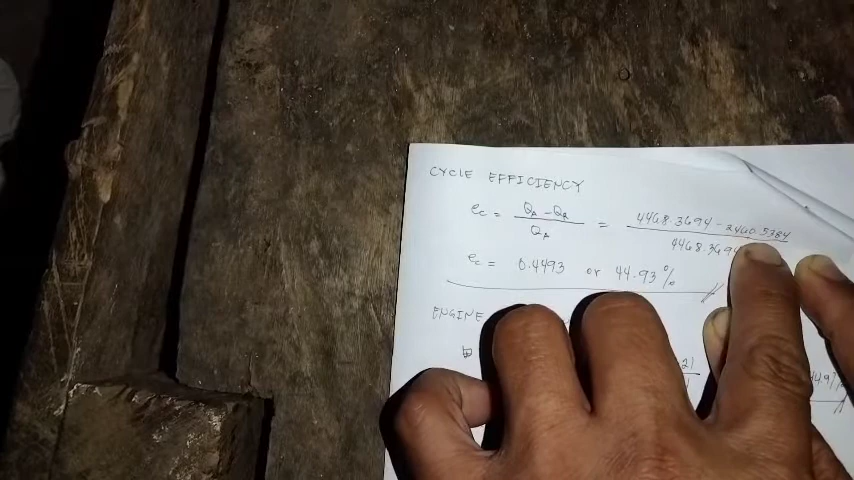 CYCLE EFFICIENCY
ec = QA - QR / QA = 4468.3694 - 2460.5384 / 4468.3694
ec = 0.4493 or 44.93%
ENGINE